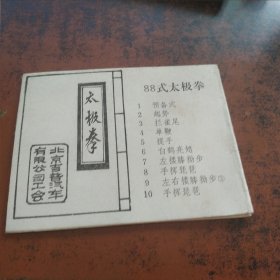 太极拳
北京吉普汽车
有限公司工会
88式太极拳
1 预备式
2 起势
3 拦雀尾
4 单鞭
5 提手
6 白鹤亮翅
7 左搂膝拗步
8 手挥琵琶
9 左右搂膝拗步③
10 手挥琵琶